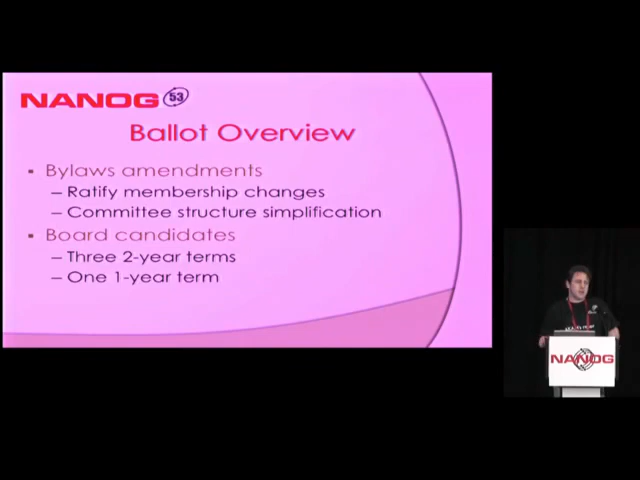 NANOG 53
Ballot Overview
▪ Bylaws amendments
– Ratify membership changes
– Committee structure simplification
▪ Board candidates
– Three 2-year terms
– One 1-year term
NANOG